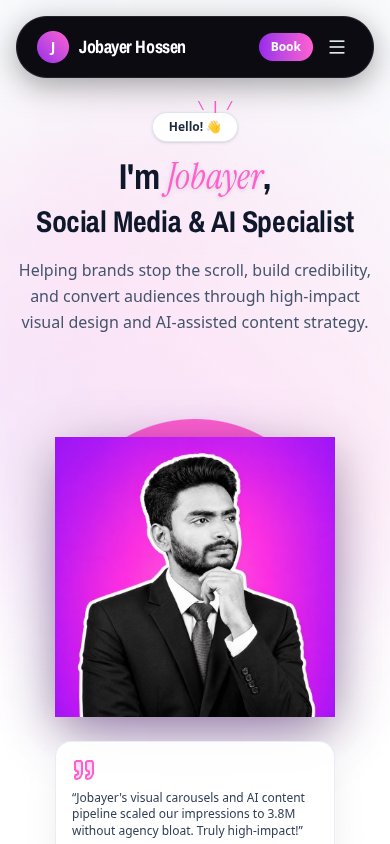 J
Jobayer Hossen
Book
Hello! 👋
I'm Jobayer,
Social Media & AI Specialist
Helping brands stop the scroll, build credibility,
and convert audiences through high-impact
visual design and AI-assisted content strategy.
“Jobayer's visual carousels and AI content
pipeline scaled our impressions to 3.8M
without agency bloat. Truly high-impact!”